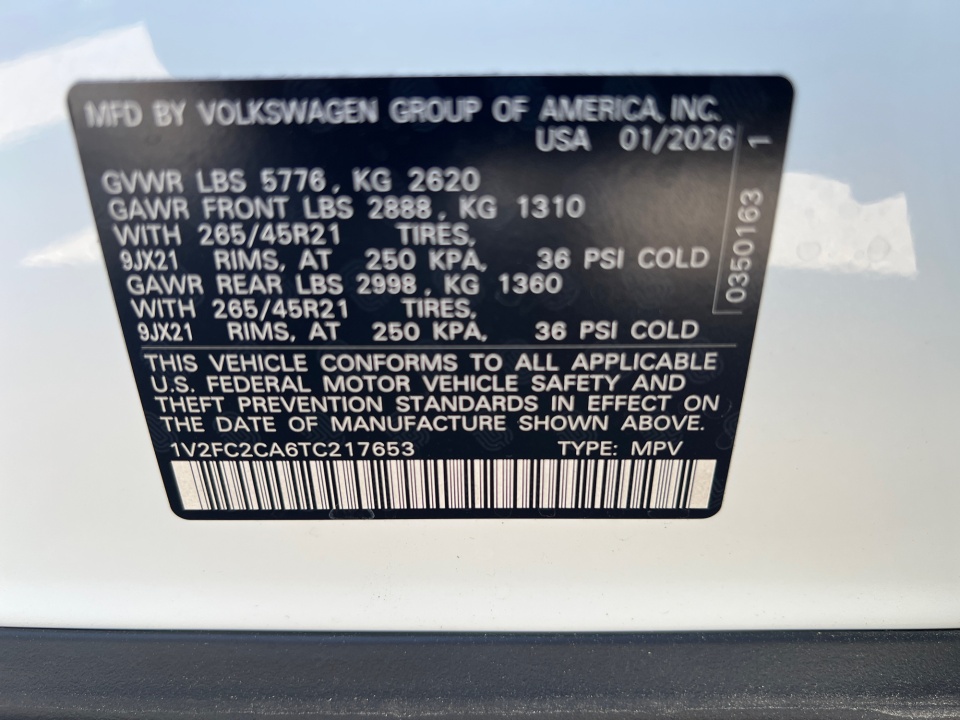 MFD BY VOLKSWAGEN GROUP OF AMERICA, INC.
USA 01/2026
GVWR LBS 5776, KG 2620
GAWR FRONT LBS 2888, KG 1310
WITH 265/45R21 TIRES,
9JX21 RIMS, AT 250 KPA, 36 PSI COLD
GAWR REAR LBS 2998, KG 1360
WITH 265/45R21 TIRES,
9JX21 RIMS, AT 250 KPA, 36 PSI COLD
0350163 1
THIS VEHICLE CONFORMS TO ALL APPLICABLE
U.S. FEDERAL MOTOR VEHICLE SAFETY AND
THEFT PREVENTION STANDARDS IN EFFECT ON
THE DATE OF MANUFACTURE SHOWN ABOVE.
1V2FC2CA6TC217653 TYPE: MPV